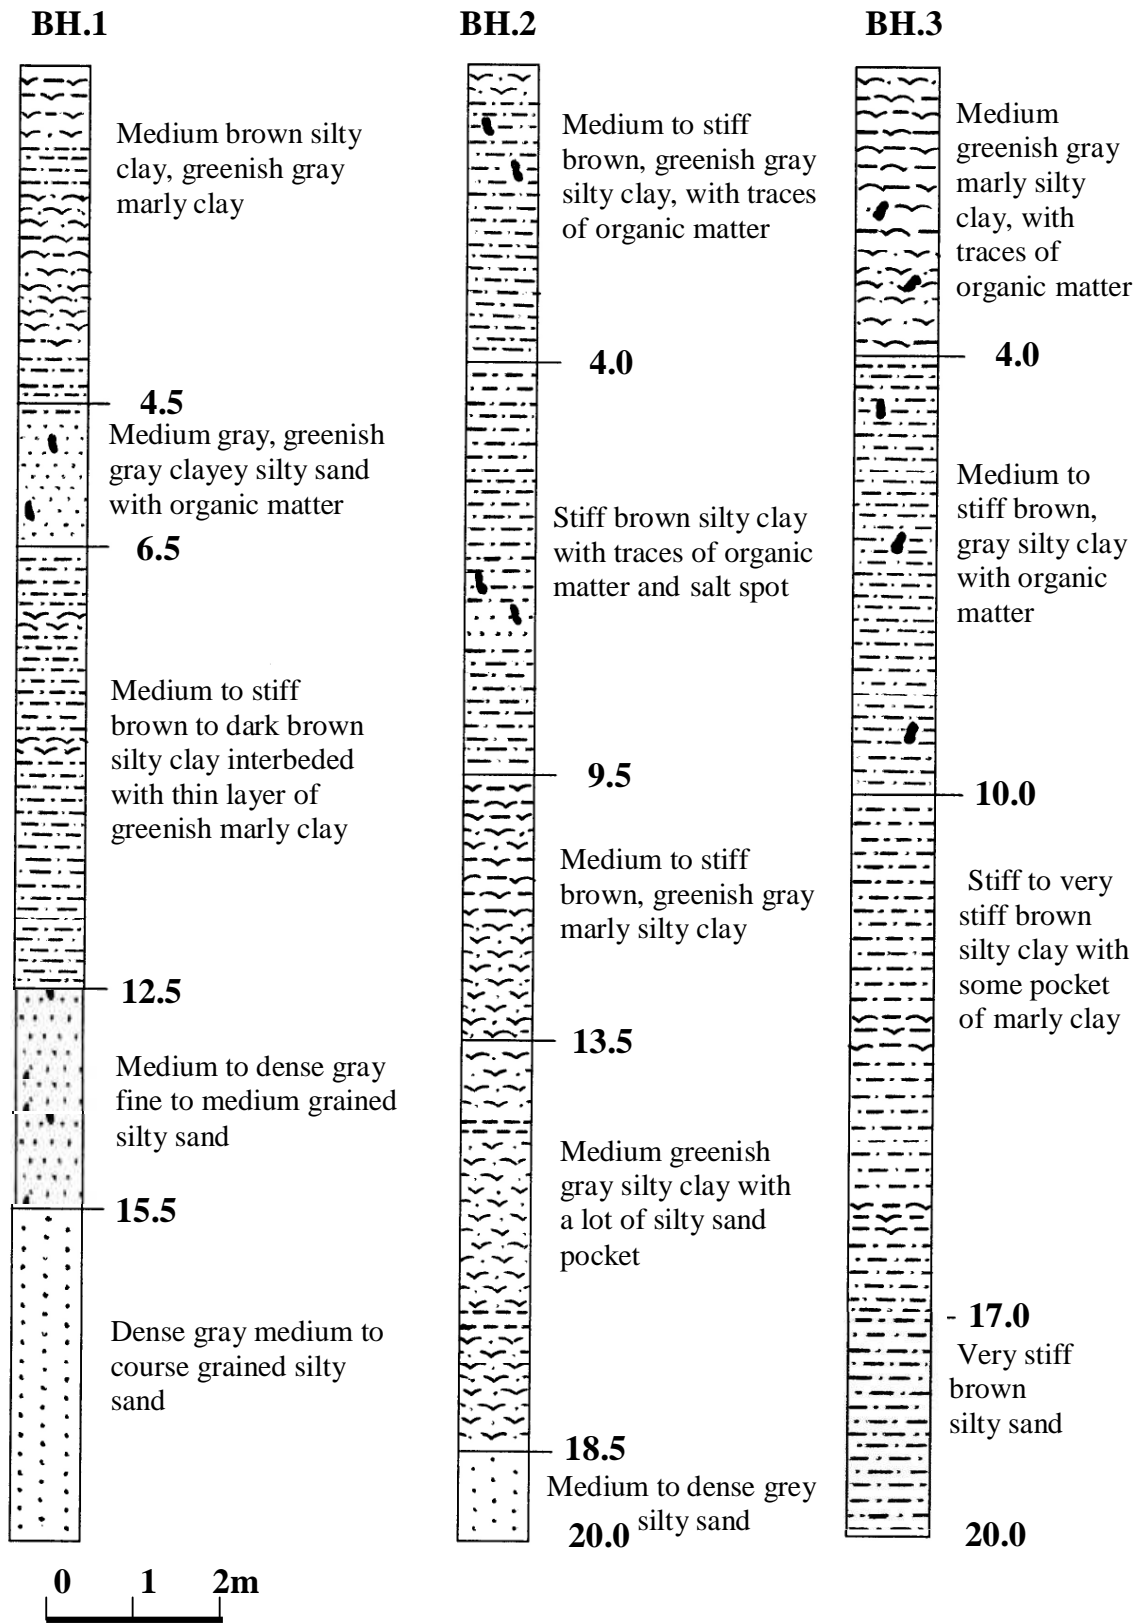 BH.1
Medium brown silty
clay, greenish gray
marly clay
4.5
Medium gray, greenish
gray clayey silty sand
with organic matter
6.5
Medium to stiff
brown to dark brown
silty clay interbeded
with thin layer of
greenish marly clay
12.5
Medium to dense gray
fine to medium grained
silty sand
15.5
Dense gray medium to
course grained silty
sand
BH.2
Medium to stiff
brown, greenish gray
silty clay, with traces
of organic matter
4.0
Stiff brown silty clay
with traces of organic
matter and salt spot
9.5
Medium to stiff
brown, greenish gray
marly silty clay
13.5
Medium greenish
gray silty clay with
a lot of silty sand
pocket
18.5
Medium to dense grey
silty sand
20.0
BH.3
Medium
greenish gray
marly silty
clay, with
traces of
organic matter
4.0
Medium to
stiff brown,
gray silty clay
with organic
matter
10.0
Stiff to very
stiff brown
silty clay with
some pocket
of marly clay
- 17.0
Very stiff
brown
silty sand
20.0
0 1 2m